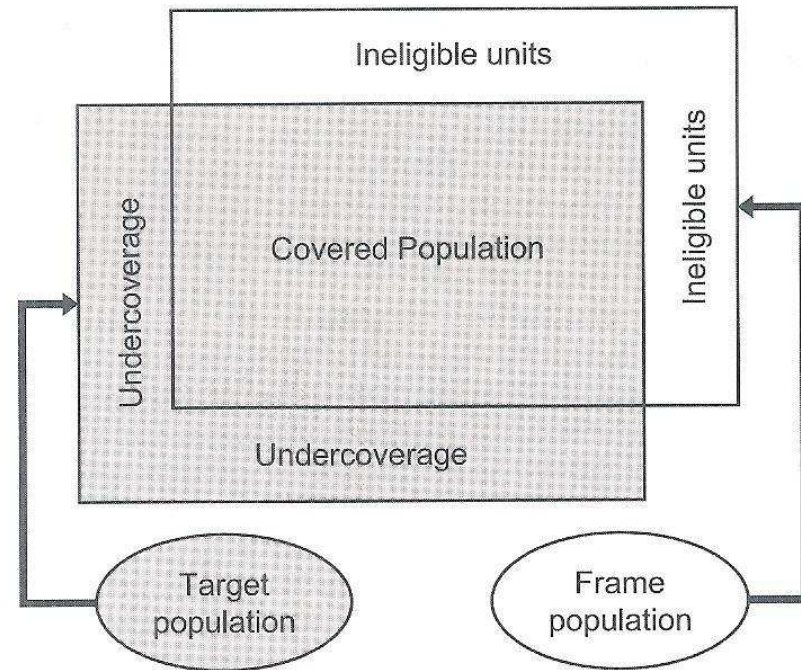 Ineligible units
Ineligible units
Undercoverage
Covered Population
Undercoverage
Target
population
Frame
population